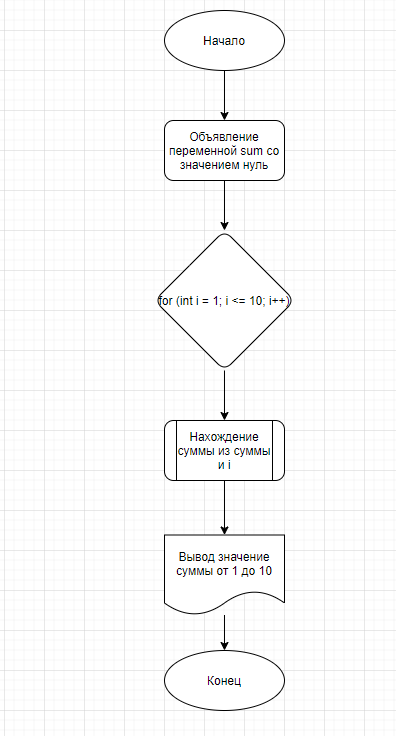 Начало
Объявление
переменной sum со
значением нуль
for (int i = 1; i <= 10; i++)
Нахождение
суммы из суммы
и i
Вывод значение
суммы от 1 до 10
Конец